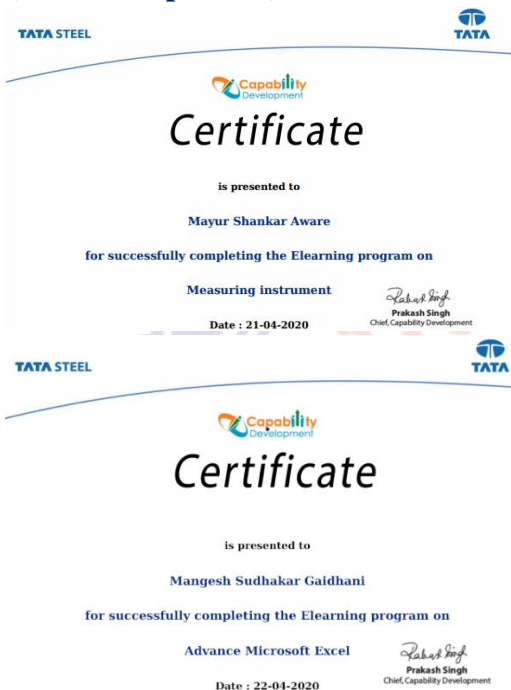 TATA STEEL
TATA
Capability
Development
Certificate
is presented to
Mayur Shankar Aware
for successfully completing the Elearning program on
Measuring instrument
Prakash Singh
Chief, Capability Development
Date : 21-04-2020
TATA STEEL
TATA
Capability
Development
Certificate
is presented to
Mangesh Sudhakar Gaidhani
for successfully completing the Elearning program on
Advance Microsoft Excel
Prakash Singh
Chief, Capability Development
Date : 22-04-2020